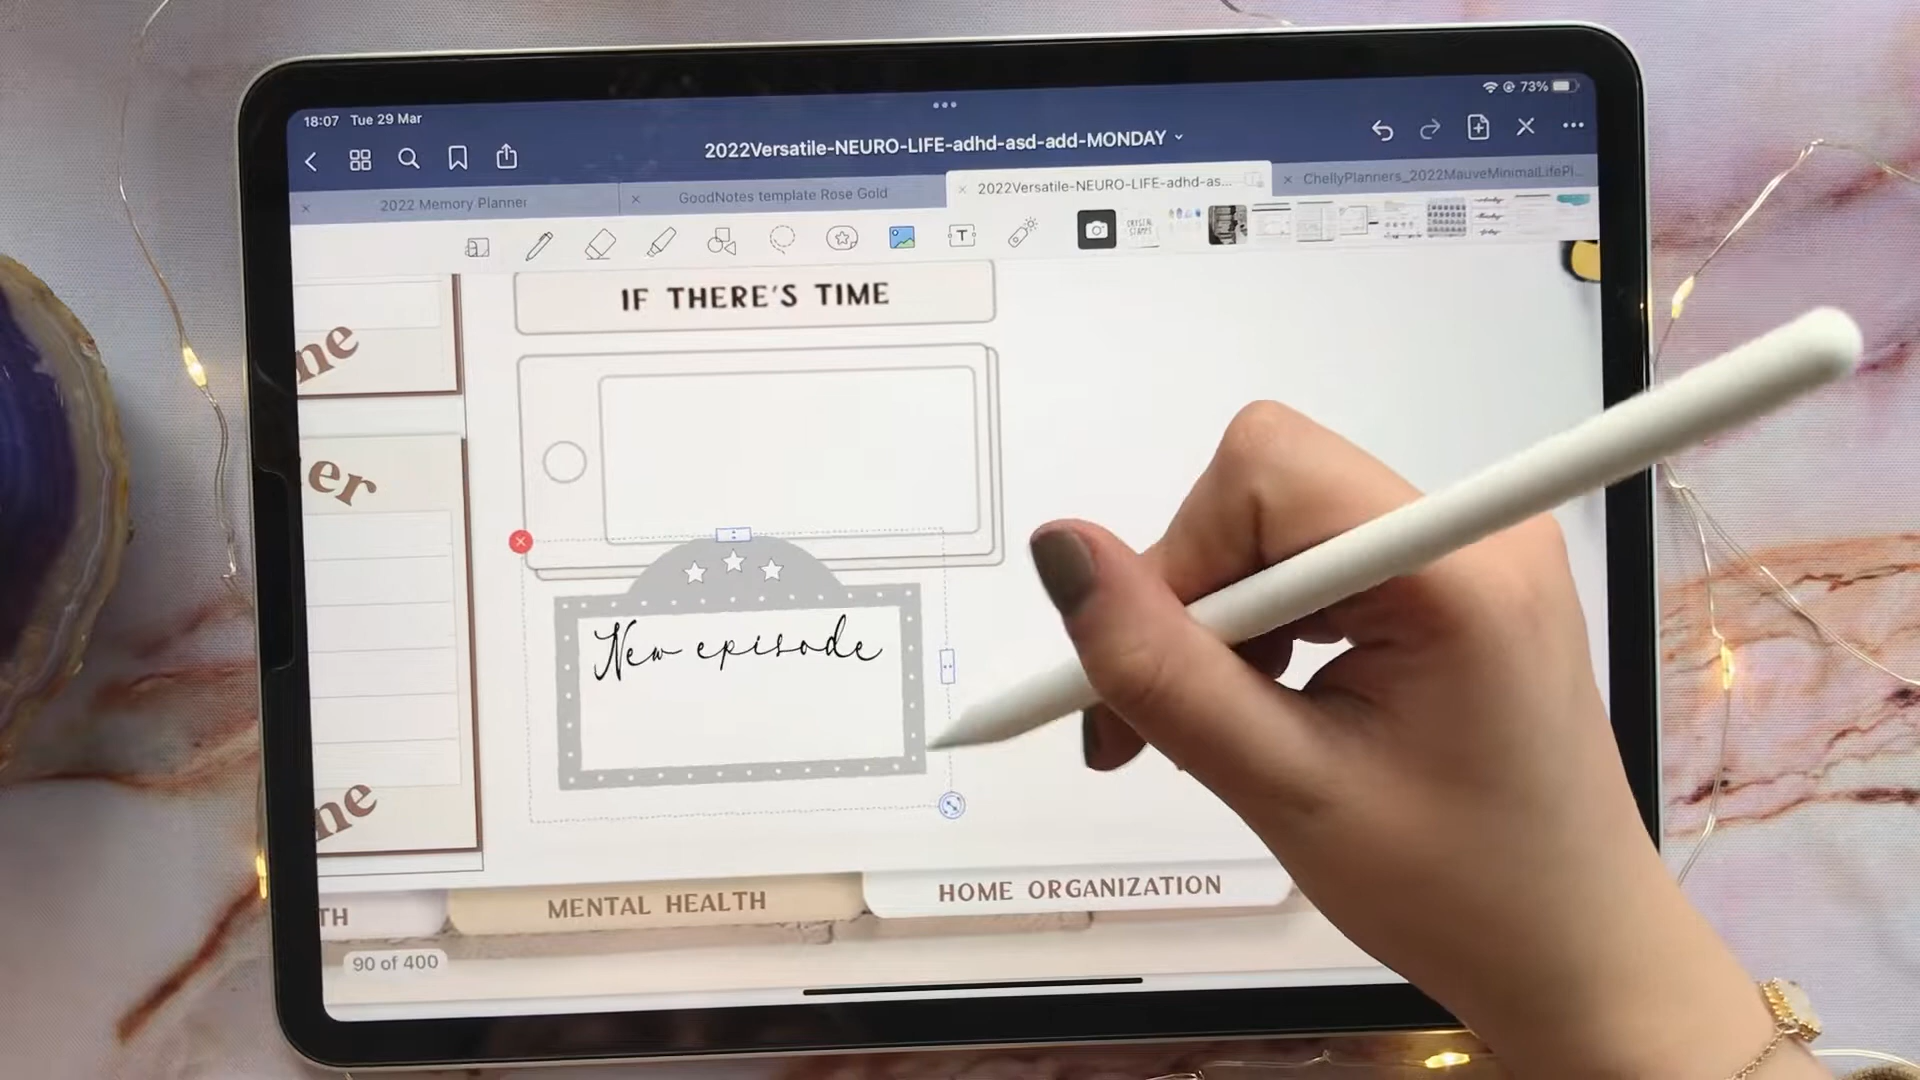 18:07 Tue 29 Mar
73%
2022Versatile-NEURO-LIFE-adhd-asd-add-MONDAY
2022 Memory Planner
GoodNotes template Rose Gold
2022Versatile-NEURO-LIFE-adhd-as...
ChellyPlanners_2022MauveMinimalLifePl...
T
CRYSTAL
STAMPS
IF THERE'S TIME
ne
er
New episode
ne
TH
MENTAL HEALTH
HOME ORGANIZATION
90 of 400